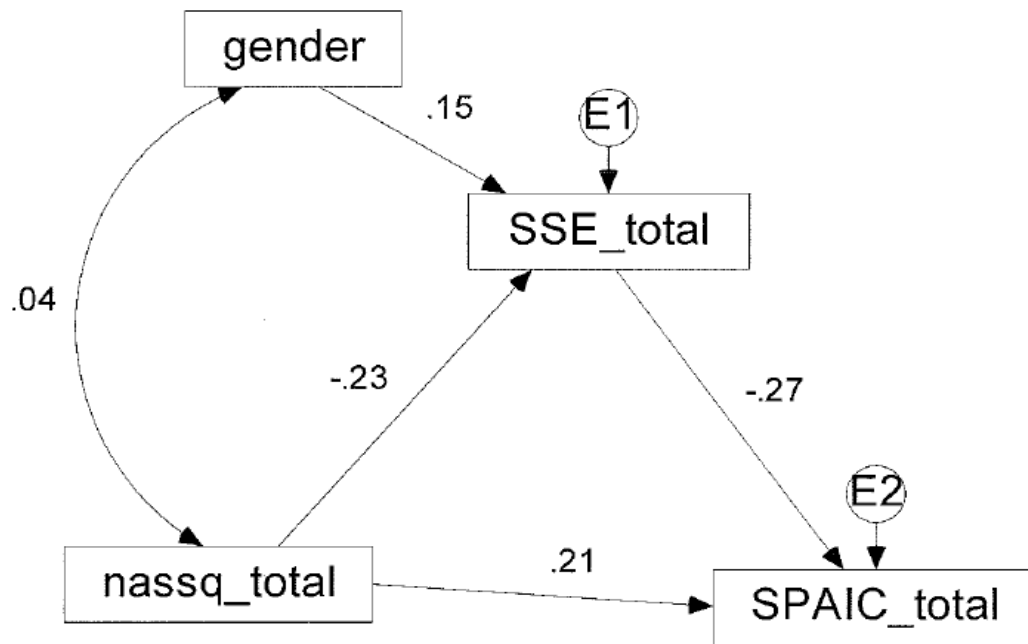 gender
.15
E1
SSE_total
.04
-.23
-.27
E2
nassq_total
.21
SPAIC_total